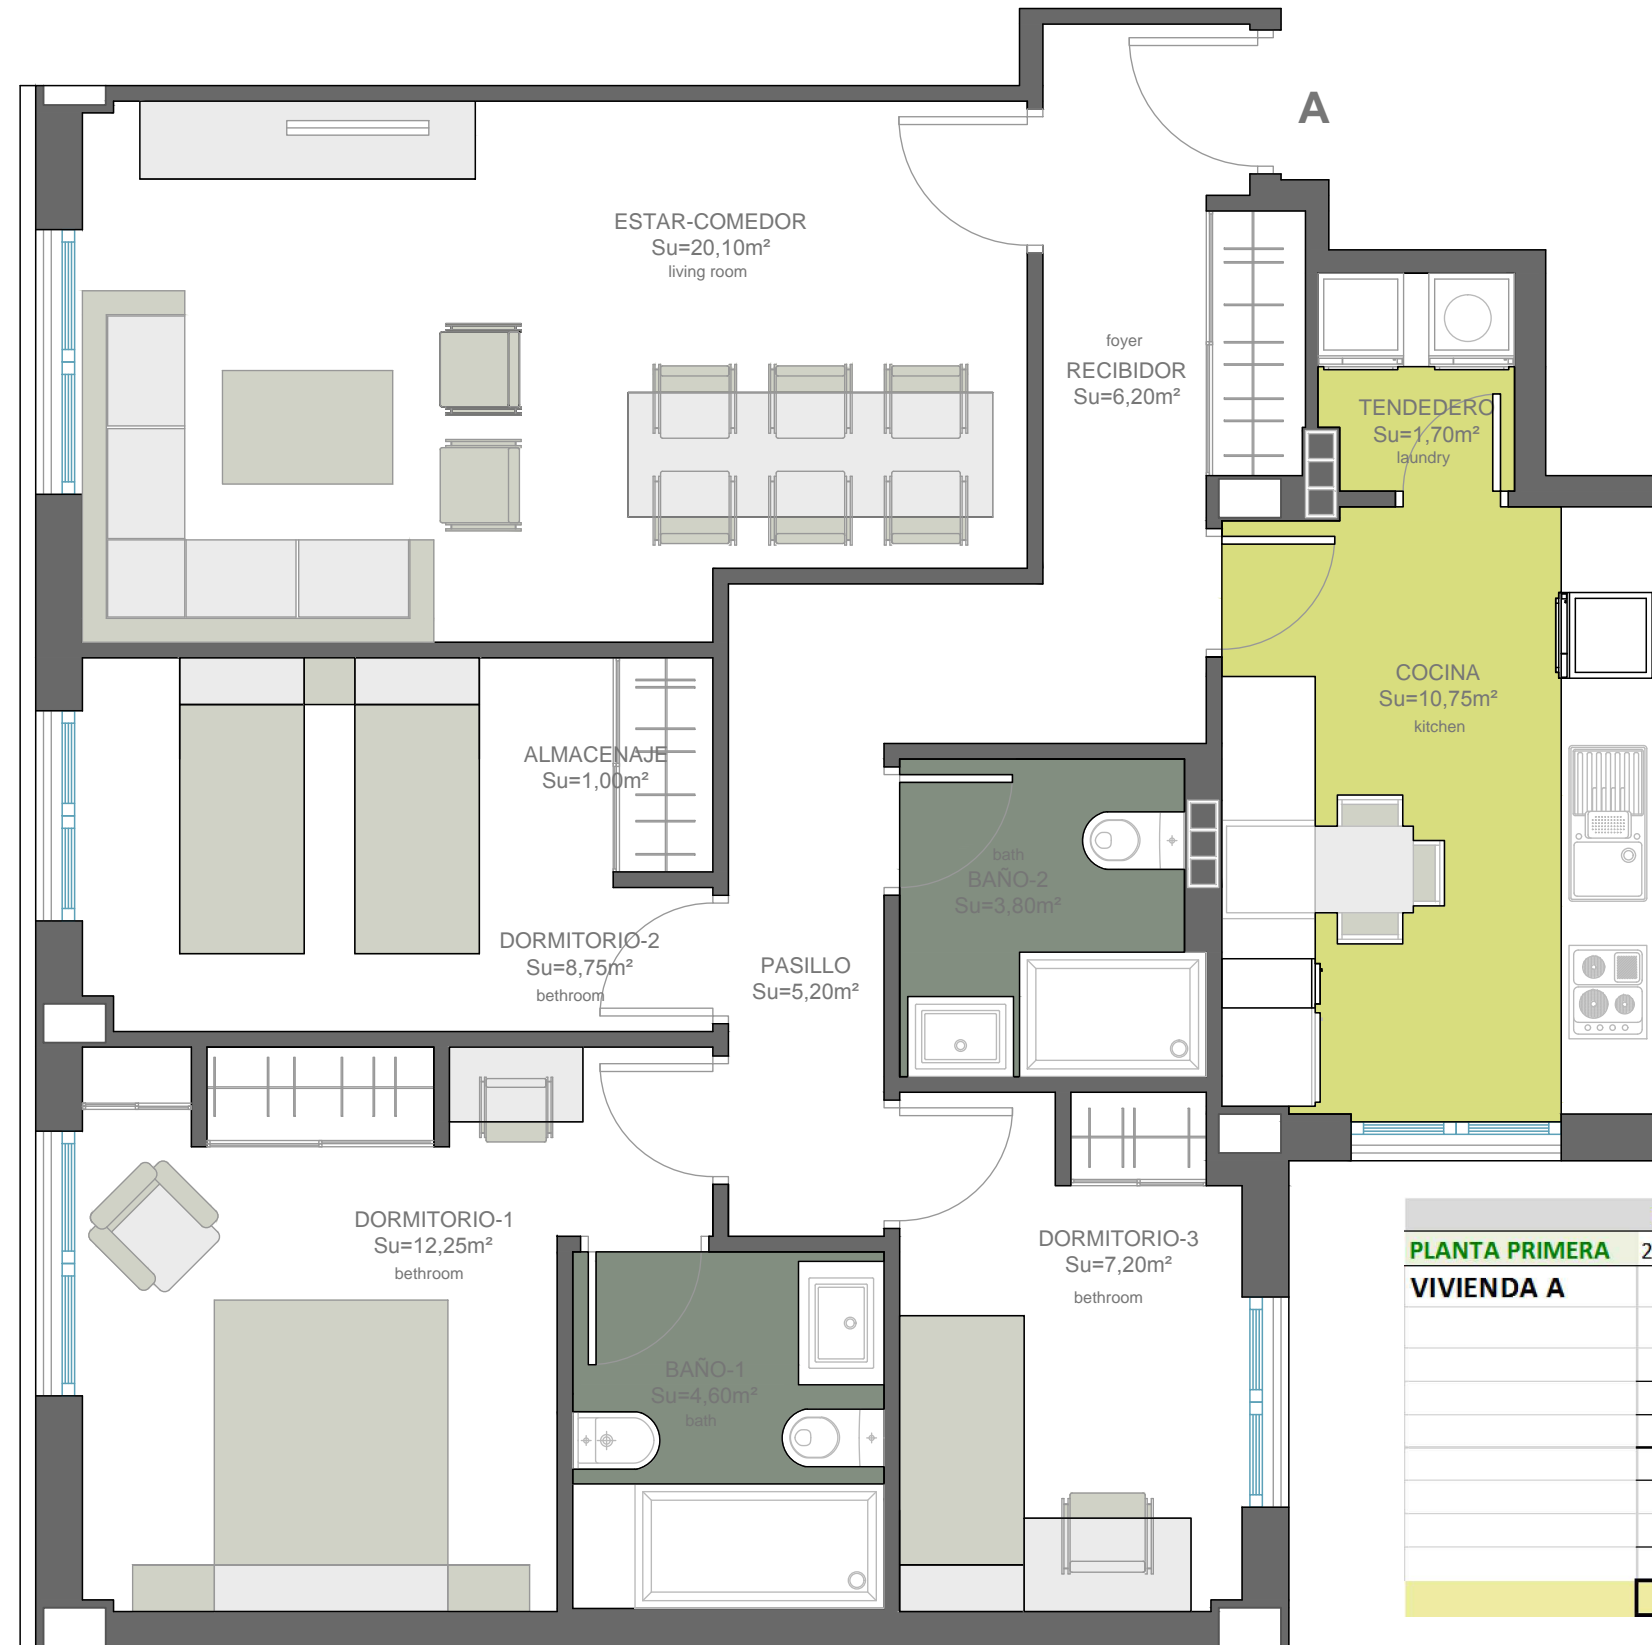 A
ESTAR-COMEDOR
Su=20,10m²
living room
foyer
RECIBIDOR
Su=6,20m²
TENDEDERO
Su=1,70m²
laundry
COCINA
Su=10,75m²
kitchen
ALMACENAJE
Su=1,00m²
bath
BAÑO-2
Su=3,80m²
DORMITORIO-2
Su=8,75m²
bethroom
PASILLO
Su=5,20m²
DORMITORIO-1
Su=12,25m²
bethroom
DORMITORIO-3
Su=7,20m²
bethroom
BAÑO-1
Su=4,60m²
bath
PLANTA PRIMERA 2
VIVIENDA A